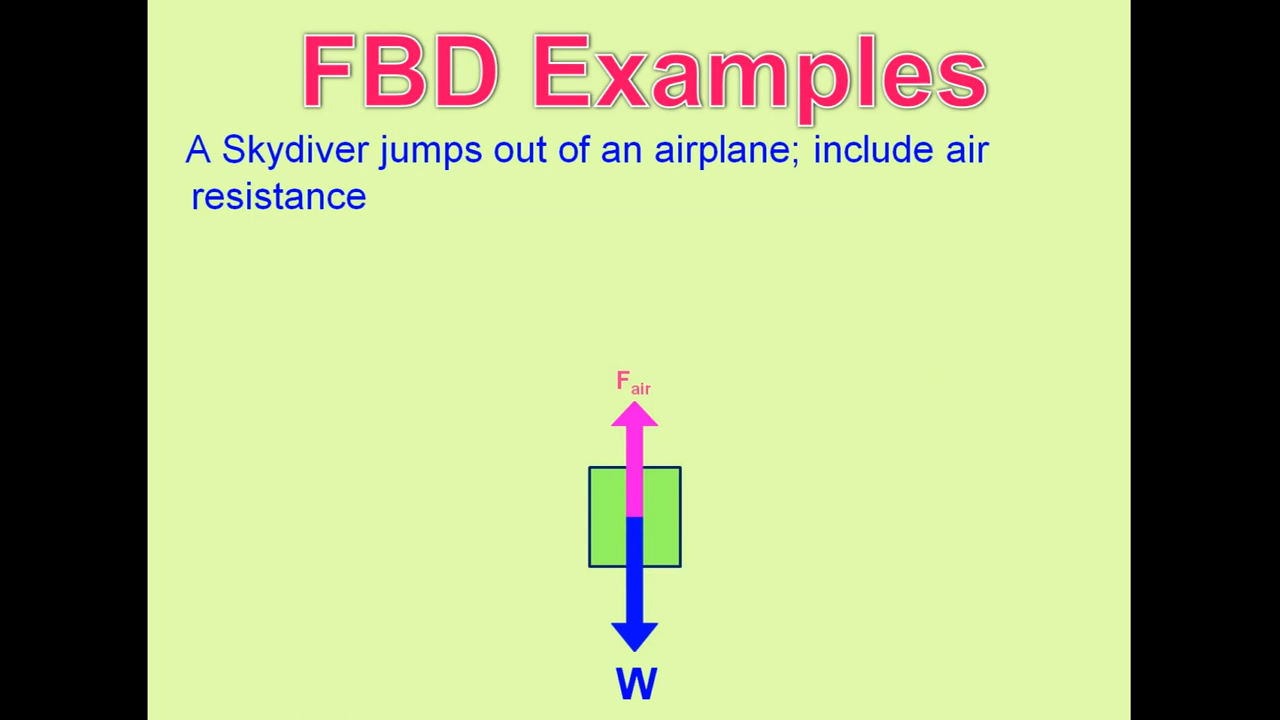 FBD Examples
A Skydiver jumps out of an airplane; include air
resistance
Fair
W